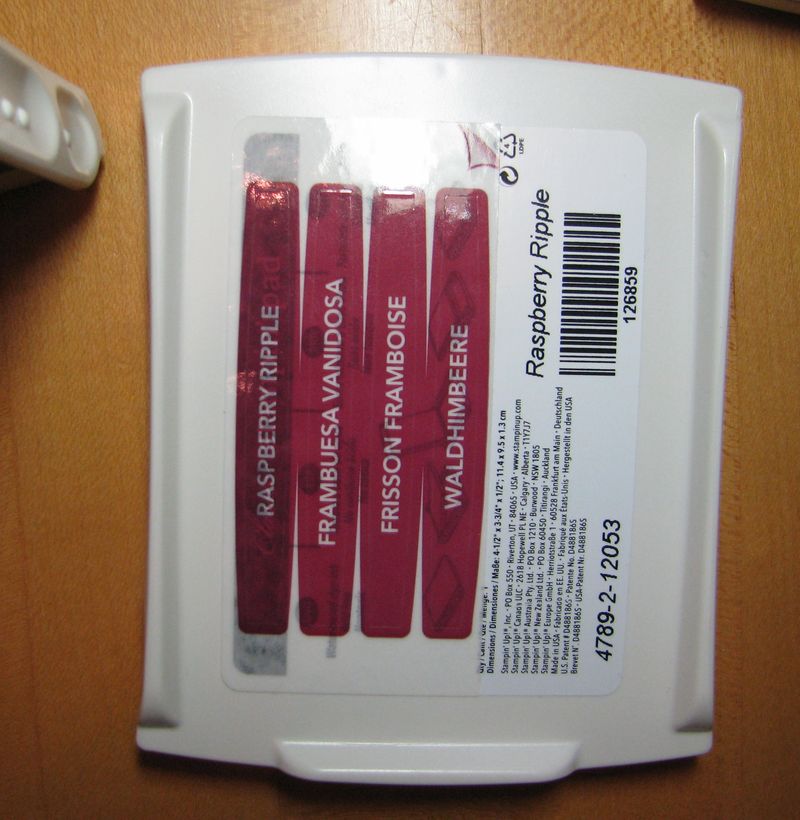 RASPBERRY RIPPLE
FRAMBUESA VANIDOSA
FRISSON FRAMBOISE
WALDHIMBEERE
4
LDPE
Raspberry Ripple
126859
Dimensions / Dimensiones / Maße: 4-1/2" x 3-3/4" x 1/2"; 11.4 x 9.5 x 1.3 cm
Stampin' Up!® Inc. · PO Box 550 · Riverton, UT · 84065 · USA · www.stampinup.com
Stampin' Up!® Canada ULC · 2618 Hopewell PL NE · Calgary · Alberta · T1Y7J7
Stampin' Up!® Australia Pty. Ltd. · PO Box 1210 · Burwood · NSW 1805
Stampin' Up!® New Zealand Ltd. · PO Box 60450 · Titirangi · Auckland
Stampin' Up!® Europe GmbH · Herriotstraße 1 · 60528 Frankfurt am Main · Deutschland
Made in USA · Fabricado en EE. UU. · Fabriqué aux États-Unis · Hergestellt in den USA
U.S. Patent # D488186S · Patente No. D488186S
Brevet N° D488186S · USA-Patent Nr. D488186S
4789-2-12053